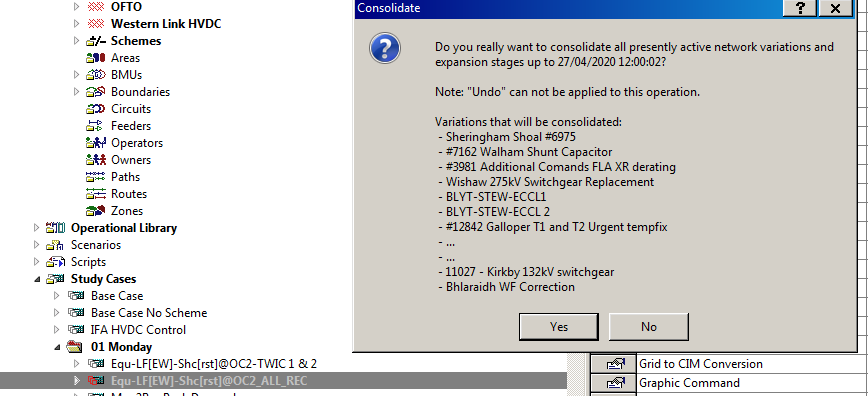 OFTO
Western Link HVDC
Schemes
Areas
BMUs
Boundaries
Circuits
Feeders
Operators
Owners
Paths
Routes
Zones
Operational Library
Scenarios
Scripts
Study Cases
Base Case
Base Case No Scheme
IFA HVDC Control
01 Monday
Equ-LF[EW]-Shc[rst]@OC2-TWIC 1 & 2
Equ-LF[EW]-Shc[rst]@OC2_ALL_REC
Consolidate
Do you really want to consolidate all presently active network variations and
expansion stages up to 27/04/2020 12:00:02?
Note: "Undo" can not be applied to this operation.
Variations that will be consolidated:
- Sheringham Shoal #6975
- #7162 Walham Shunt Capacitor
- #3981 Additional Comands FLA XR derating
- Wishaw 275kV Switchgear Replacement
- BLYT-STEW-ECCL1
- BLYT-STEW-ECCL 2
- #12842 Galloper T1 and T2 Urgent tempfix
- ...
- ...
- 11027 - Kirkby 132kV switchgear
- Bhlaraidh WF Correction
Yes No
Grid to CIM Conversion
Graphic Command